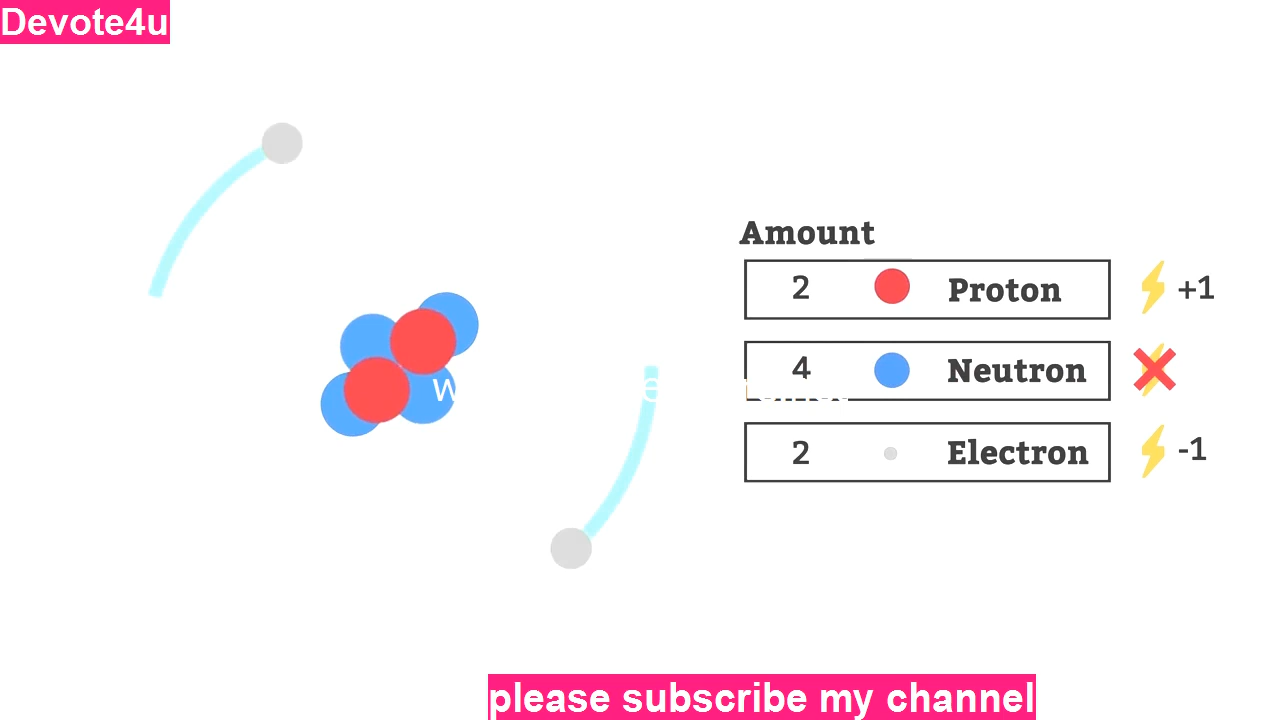 Devote4u
Amount
2 Proton +1
4 Neutron
2 Electron -1
please subscribe my channel